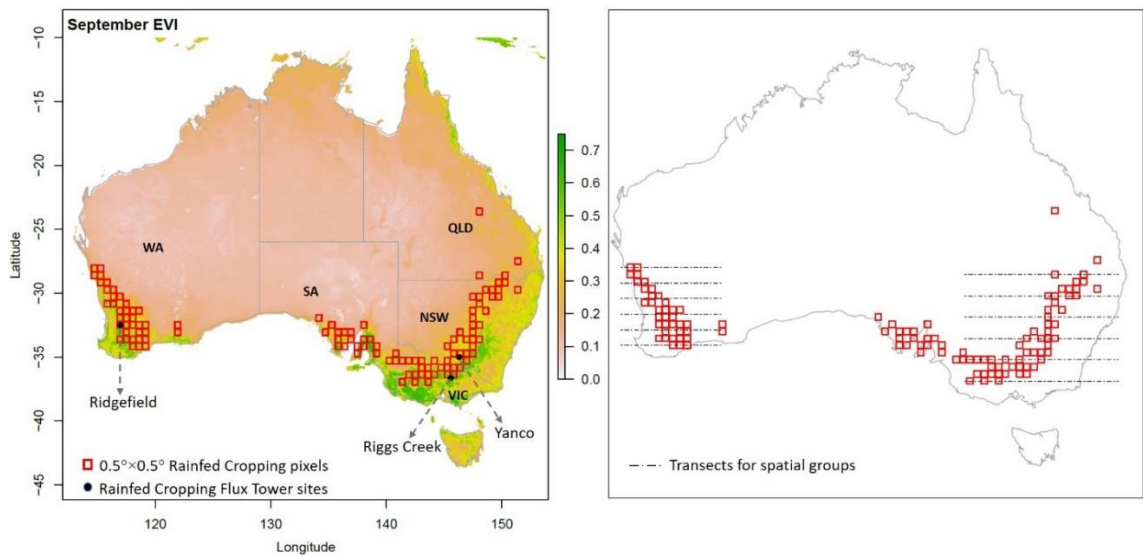 September EVI
−10
−15
−20
−25
−30
−35
−40
−45
Latitude
WA
SA
QLD
NSW
VIC
Ridgefield
Riggs Creek
Yanco
0.5°×0.5° Rainfed Cropping pixels
Rainfed Cropping Flux Tower sites
120
130
140
150
Longitude
0.7
0.6
0.5
0.4
0.3
0.2
0.1
0.0
Transects for spatial groups